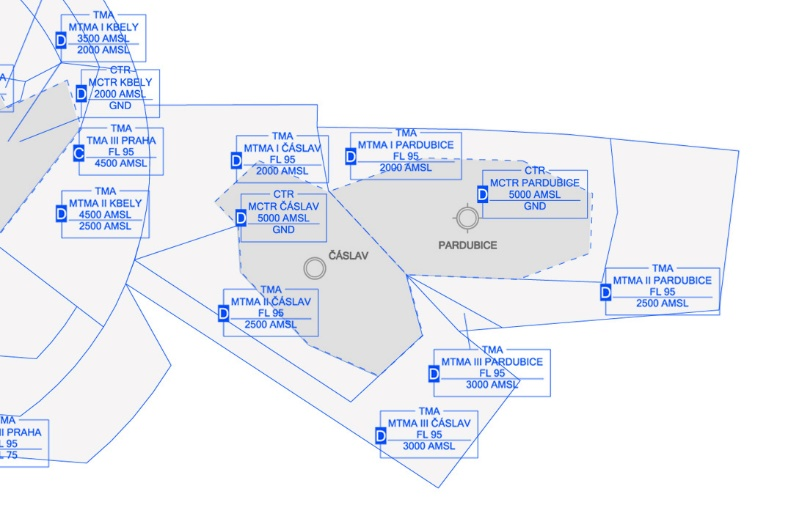 TMA
MTMA I KBELY
D
3500 AMSL
2000 AMSL
CTR
MCTR KBELY
D
2000 AMSL
GND
A
TMA
TMA III PRAHA
C
FL 95
4500 AMSL
TMA
MTMA II KBELY
D
4500 AMSL
2500 AMSL
TMA
MTMA I ČÁSLAV
D
FL 95
2000 AMSL
TMA
MTMA I PARDUBICE
D
FL 95
2000 AMSL
CTR
MCTR PARDUBICE
D
5000 AMSL
GND
CTR
MCTR ČÁSLAV
D
5000 AMSL
GND
PARDUBICE
ČÁSLAV
TMA
MTMA II PARDUBICE
D
FL 95
2500 AMSL
TMA
MTMA II ČÁSLAV
D
FL 95
2500 AMSL
TMA
MTMA III PARDUBICE
D
FL 95
3000 AMSL
TMA
MTMA III ČÁSLAV
D
FL 95
3000 AMSL
MA
II PRAHA
L 95
L 75